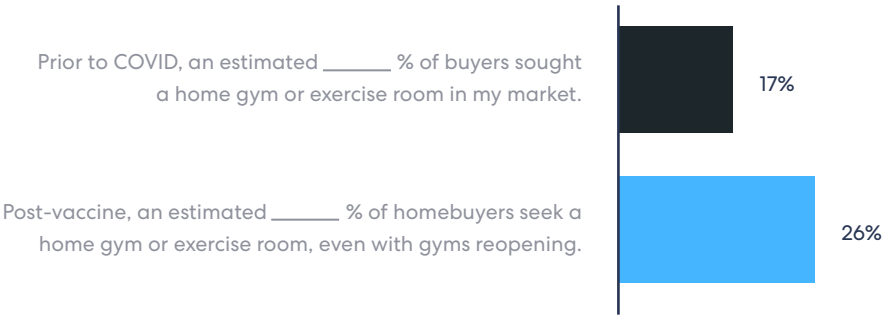 Prior to COVID, an estimated ______ % of buyers sought
a home gym or exercise room in my market.
17%
Post-vaccine, an estimated ______ % of homebuyers seek a
home gym or exercise room, even with gyms reopening.
26%